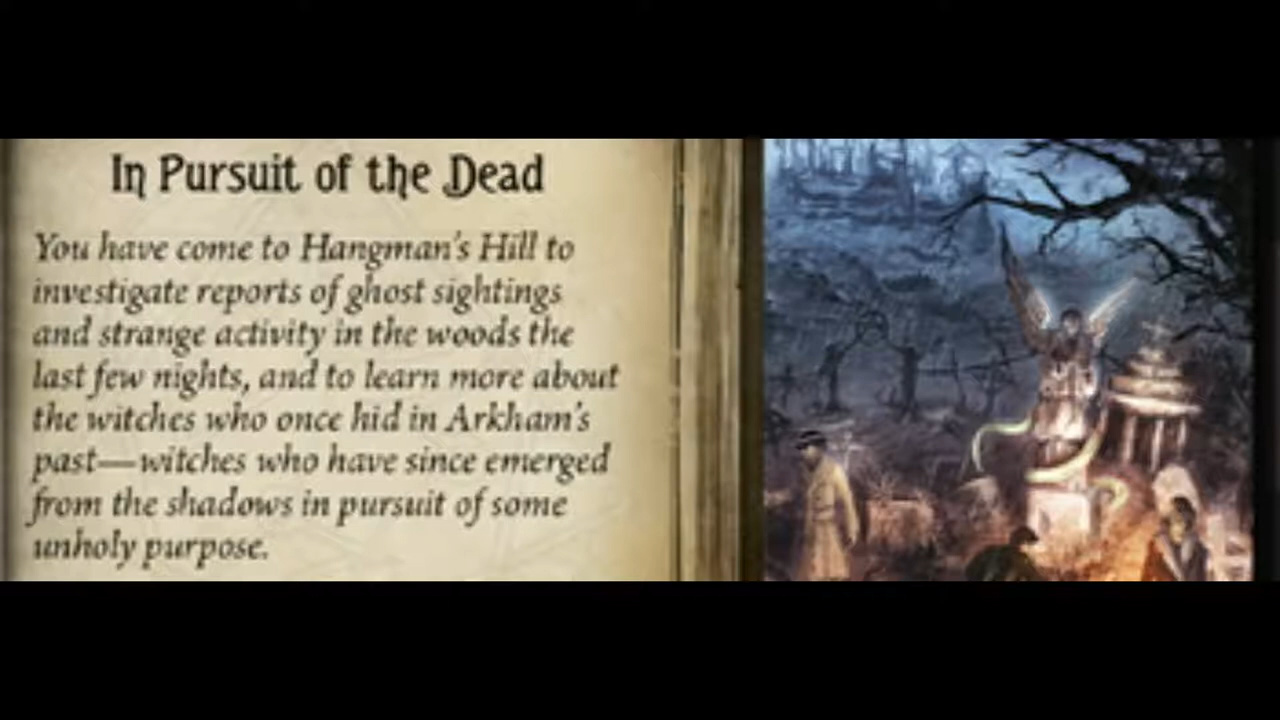 In Pursuit of the Dead
You have come to Hangman's Hill to
investigate reports of ghost sightings
and strange activity in the woods the
last few nights, and to learn more about
the witches who once hid in Arkham's
past—witches who have since emerged
from the shadows in pursuit of some
unholy purpose.